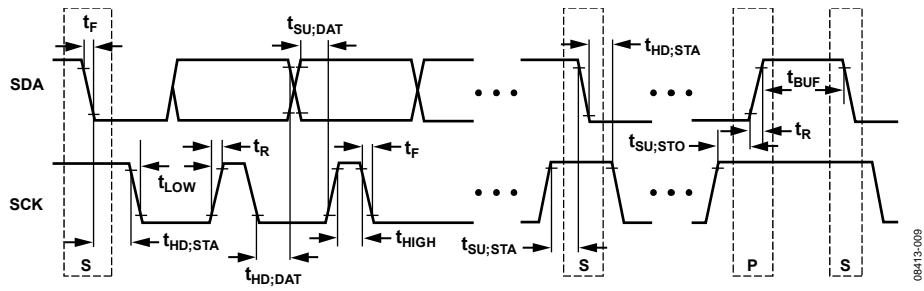 tF
tSU;DAT
tHD;STA
SDA
tBUF
tR
tF
tR
tSU;STO
tLOW
SCK
tHD;STA
tHIGH
tSU;STA
tHD;DAT
S
S
P
S
08413-009